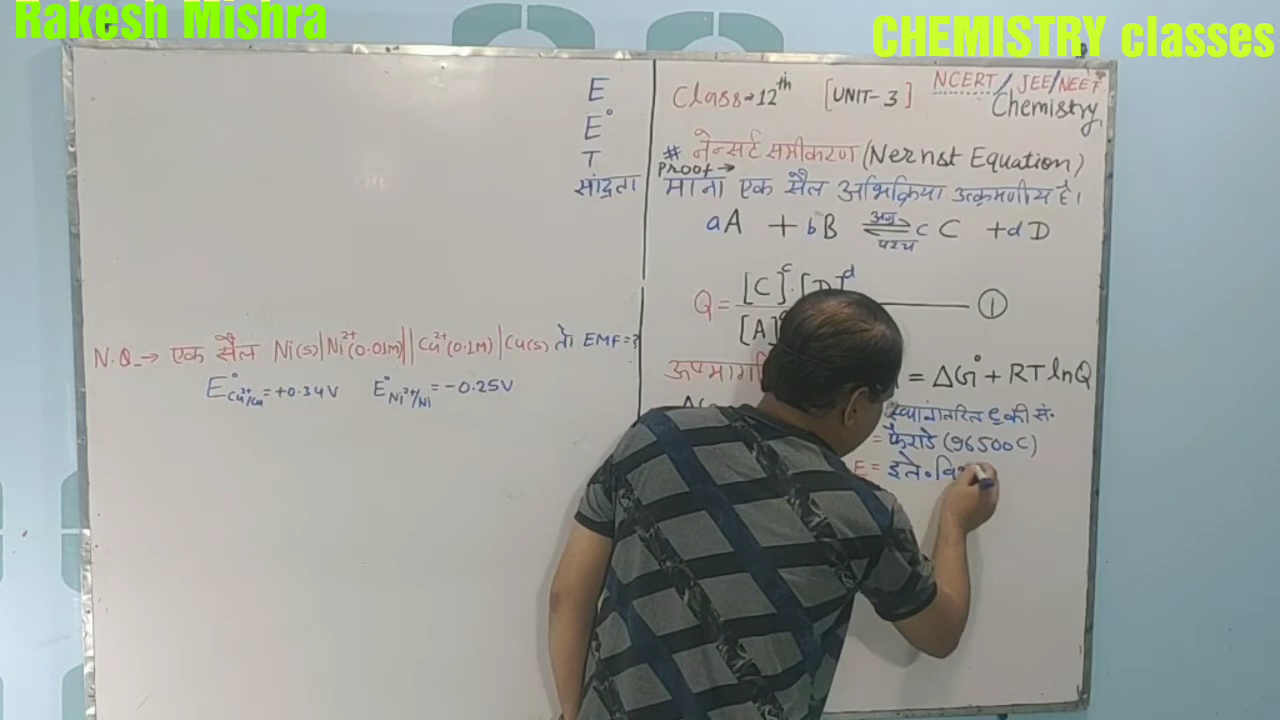 Rakesh Mishra
CHEMISTRY classes
E
E°
T
सांद्रता
N.Q. → एक सैल Ni(s)|Ni²⁺(0.01M)||Cu²⁺(0.1M)|Cu(s) तो EMF=?
E°Cu²⁺/Cu = +0.34V E°Ni²⁺/Ni = −0.25V
Class → 12th [UNIT-3] NCERT/JEE/NEET
Chemistry
# नेन्सर्ट समीकरण (Nernst Equation)
Proof →
माना एक सैल अभिक्रिया उत्क्रमणीय है।
aA + bB ⇌ cC + dD
अग्र
पश्च
Q = [C]ᶜ.[D]ᵈ
[A] ——— ①
= ΔG° + RT lnQ
स्थानांतरित e की सं.
= फैराडे (96500C)
E = इले॰ वि॰